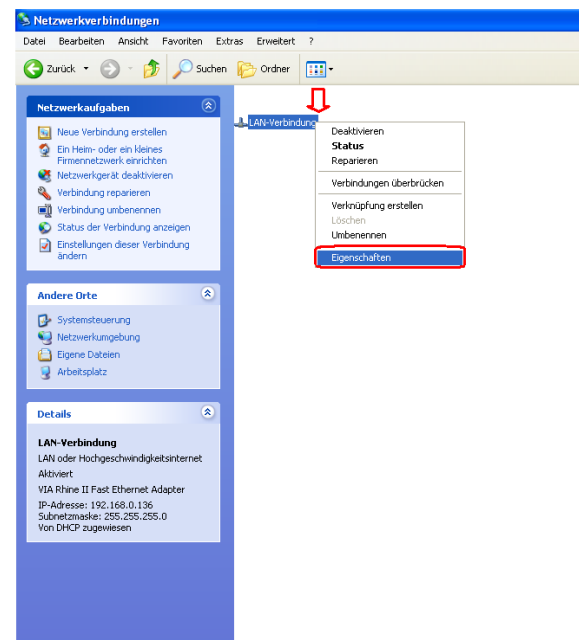 Netzwerkverbindungen
Datei Bearbeiten Ansicht Favoriten Extras Erweitert ?
Zurück Suchen Ordner
Netzwerkaufgaben
Neue Verbindung erstellen
Ein Heim- oder ein kleines
Firmennetzwerk einrichten
Netzwerkgerät deaktivieren
Verbindung reparieren
Verbindung umbenennen
Status der Verbindung anzeigen
Einstellungen dieser Verbindung
ändern
Andere Orte
Systemsteuerung
Netzwerkumgebung
Eigene Dateien
Arbeitsplatz
Details
LAN-Verbindung
LAN oder Hochgeschwindigkeitsinternet
Aktiviert
VIA Rhine II Fast Ethernet Adapter
IP-Adresse: 192.168.0.136
Subnetzmaske: 255.255.255.0
Von DHCP zugewiesen
LAN-Verbindung
Deaktivieren
Status
Reparieren
Verbindungen überbrücken
Verknüpfung erstellen
Löschen
Umbenennen
Eigenschaften